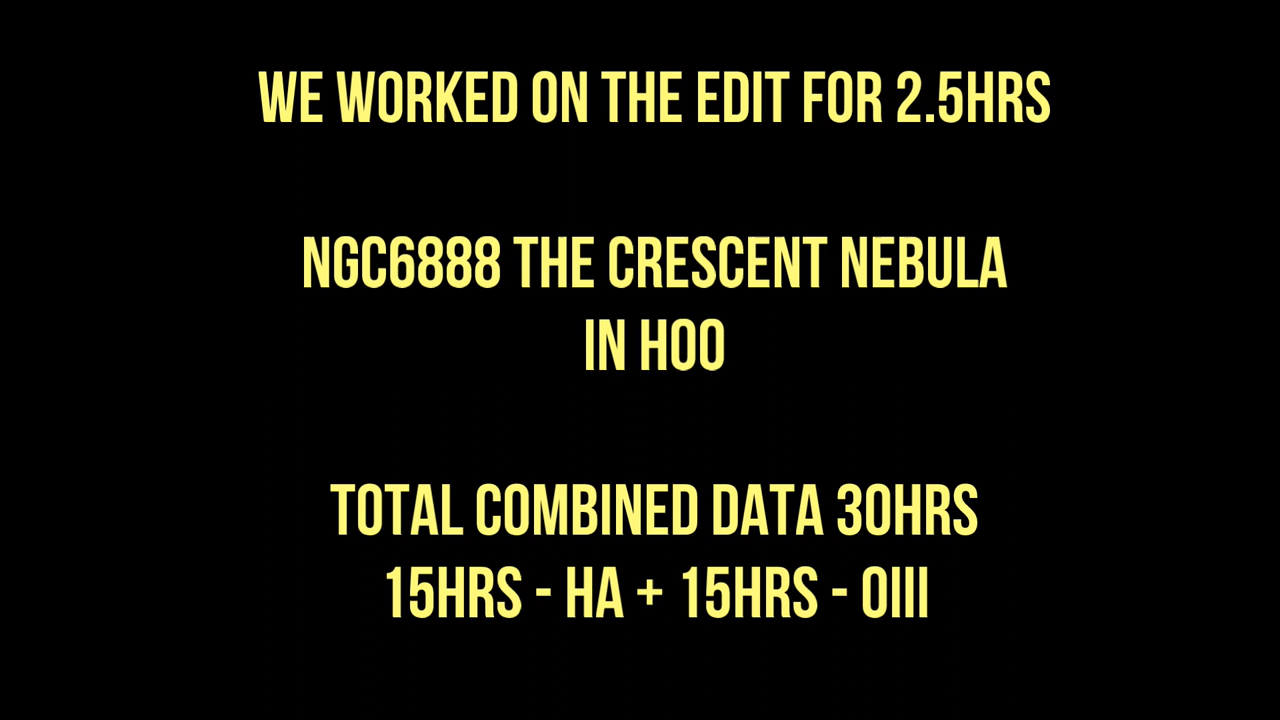 WE WORKED ON THE EDIT FOR 2.5HRS
NGC6888 THE CRESCENT NEBULA
IN HOO
TOTAL COMBINED DATA 30HRS
15HRS - HA + 15HRS - OIII